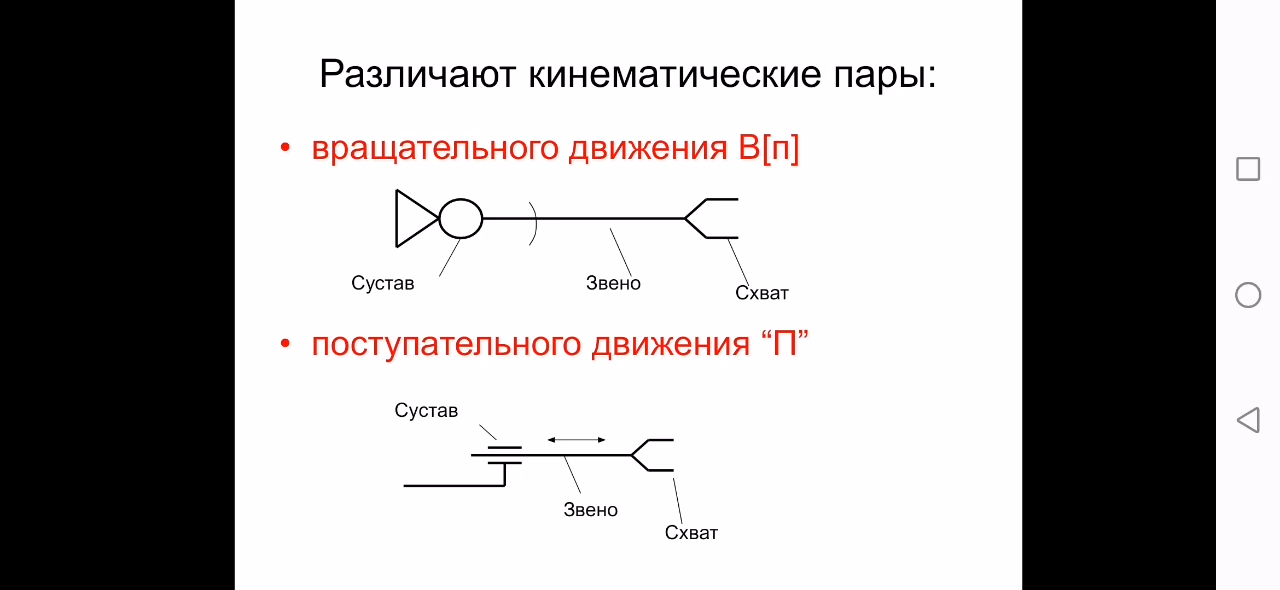 Различают кинематические пары:
• вращательного движения В[п]
Сустав
Звено
Схват
• поступательного движения “П”
Сустав
Звено
Схват